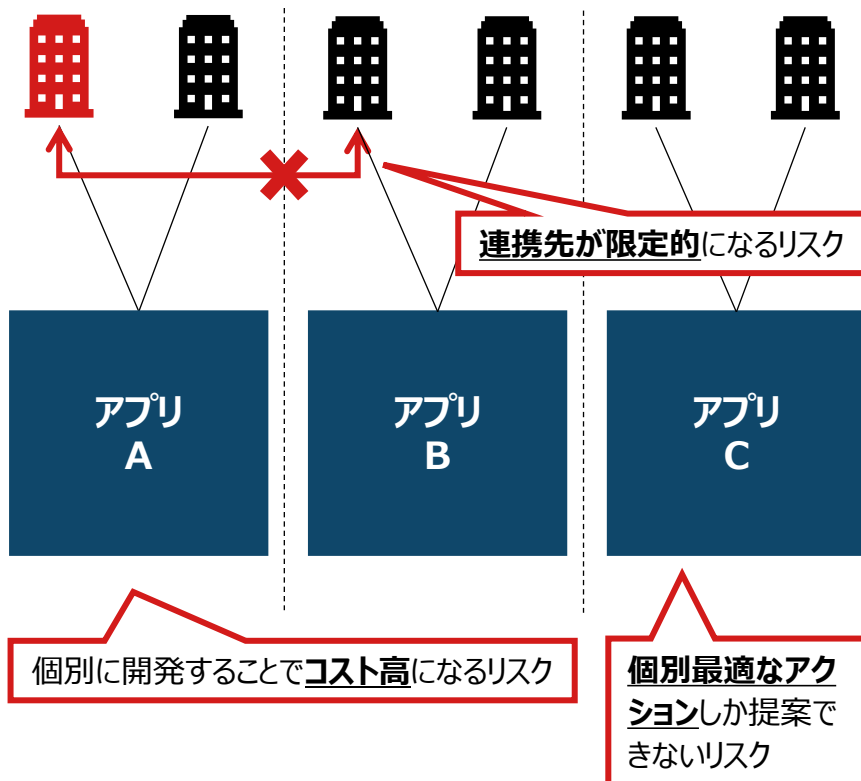 連携先が限定的になるリスク
アプリ
A
アプリ
B
アプリ
C
個別に開発することでコスト高になるリスク
個別最適なアク
ションしか提案で
きないリスク